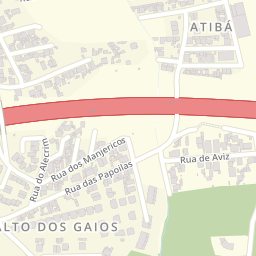 ATIBÁ
Rua dos Manjericos
Rua do Alecrim
Rua das Papoilas
Rua de Aviz
ALTO DOS GAIOS